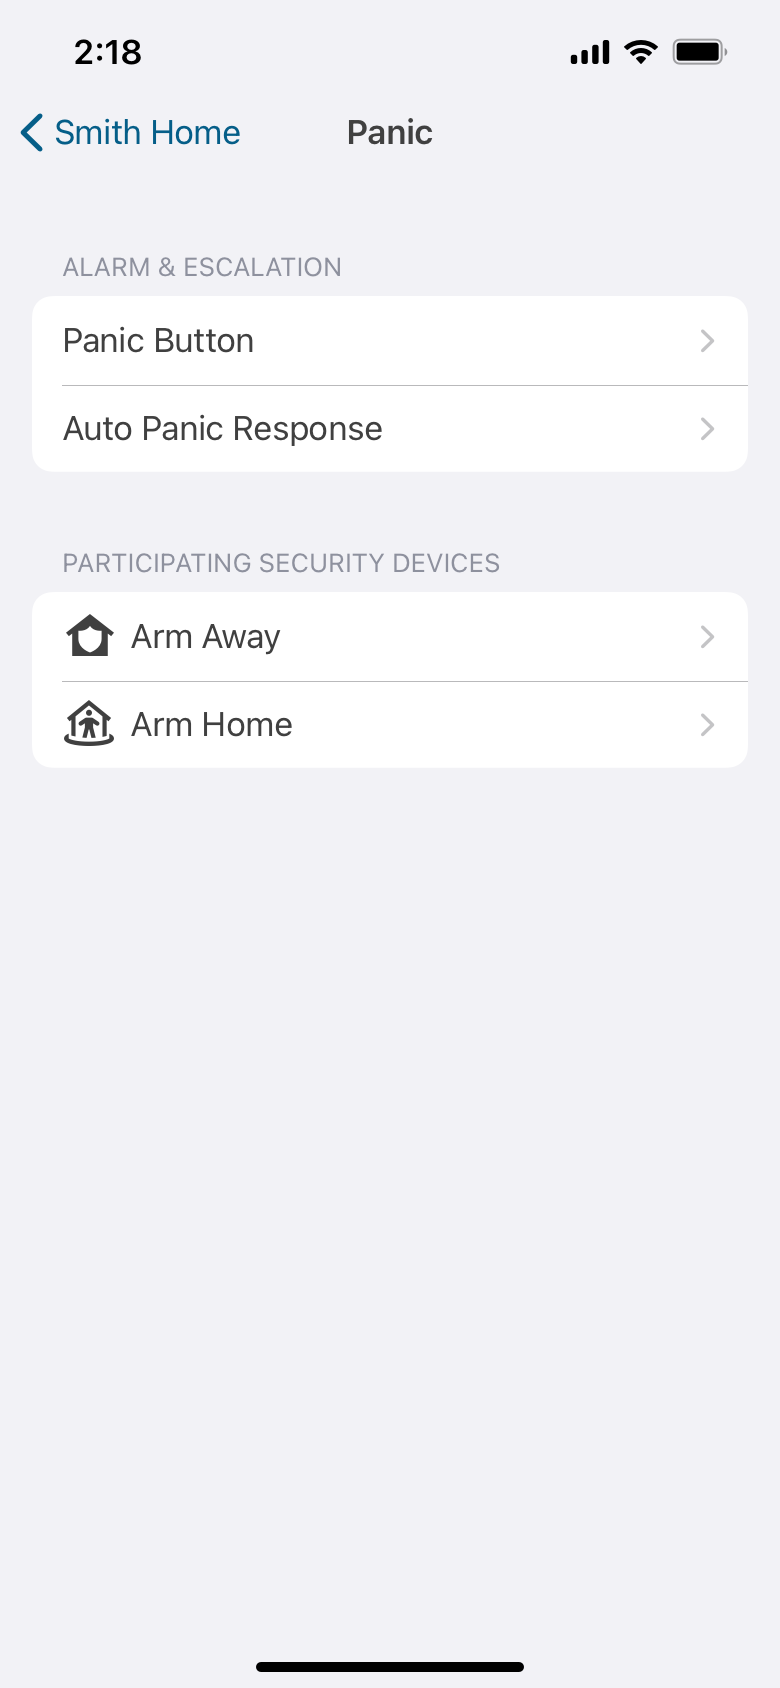 2:18
Smith Home
Panic
ALARM & ESCALATION
Panic Button
Auto Panic Response
PARTICIPATING SECURITY DEVICES
Arm Away
Arm Home